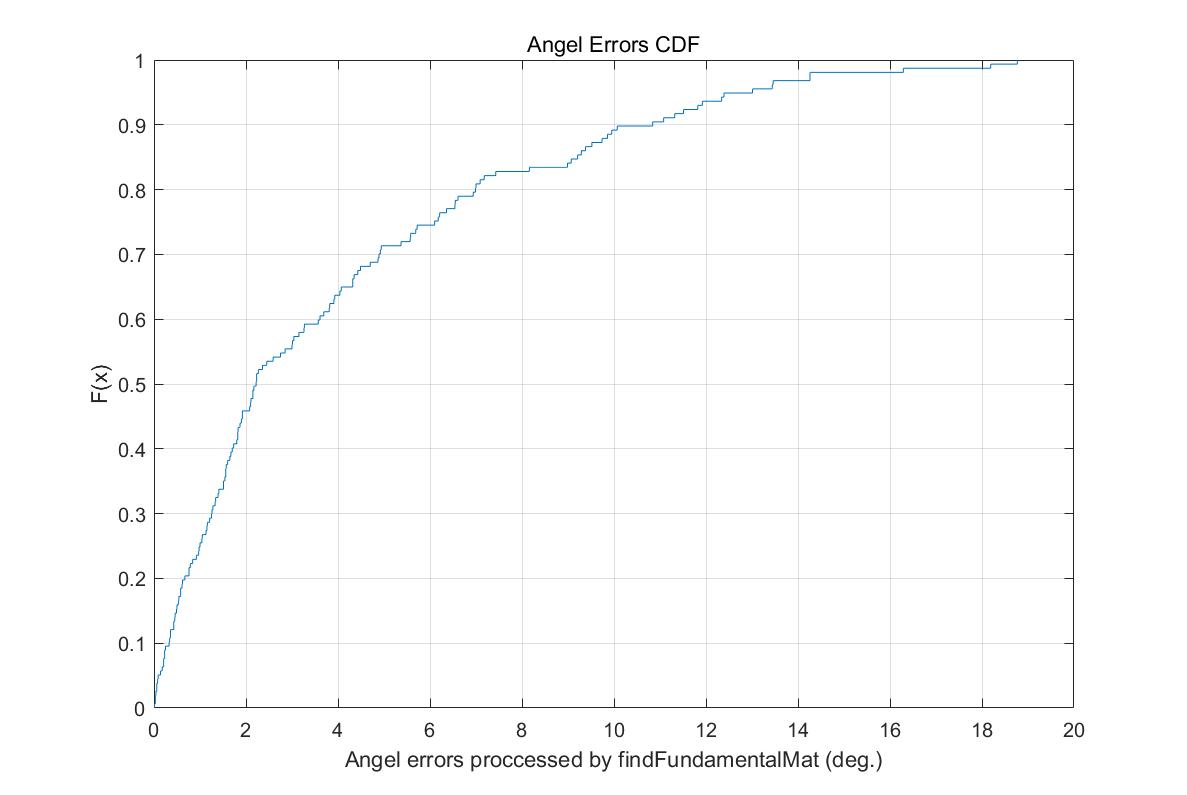 Angel Errors CDF
1
0.9
0.8
0.7
0.6
0.5
0.4
0.3
0.2
0.1
0
F(x)
0 2 4 6 8 10 12 14 16 18 20
Angel errors proccessed by findFundamentalMat (deg.)